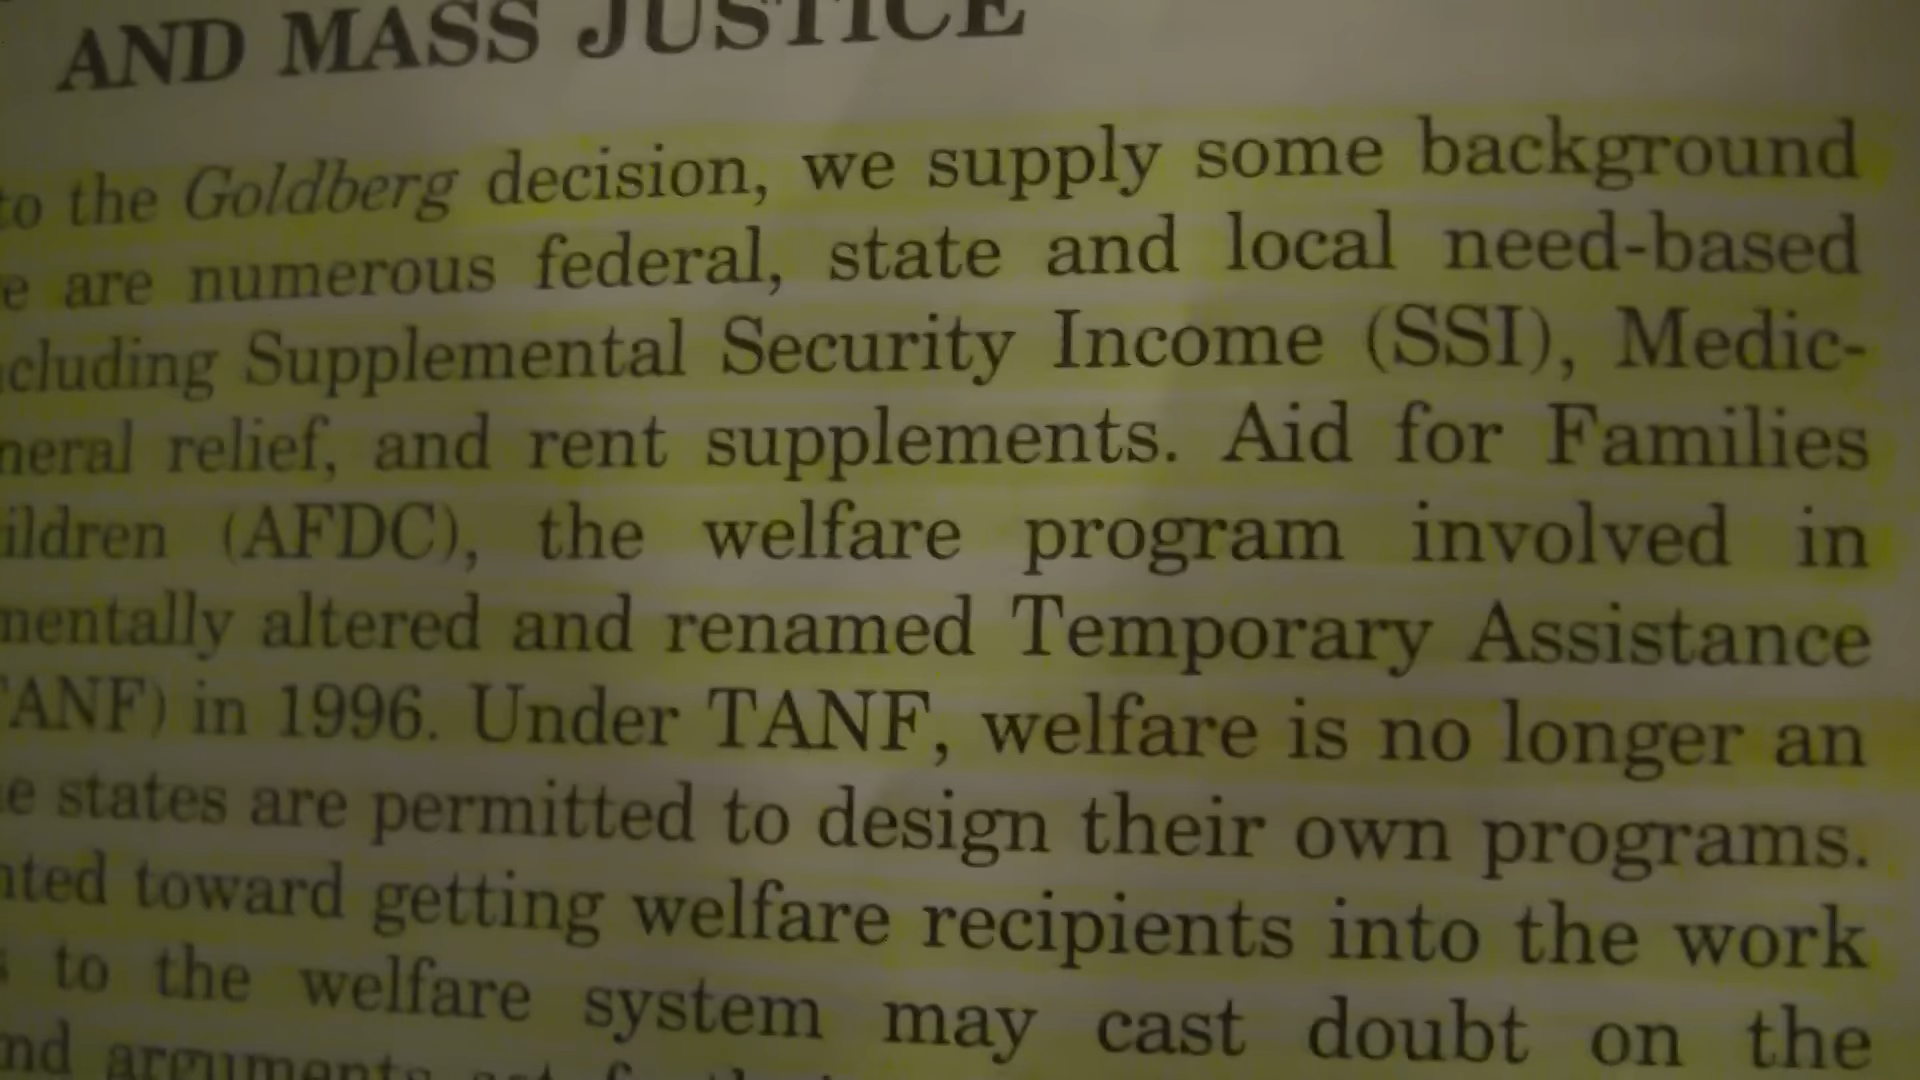 AND MASS JUSTICE
to the Goldberg decision, we supply some background
e are numerous federal, state and local need-based
cluding Supplemental Security Income (SSI), Medic-
neral relief, and rent supplements. Aid for Families
ildren (AFDC), the welfare program involved in
mentally altered and renamed Temporary Assistance
TANF) in 1996. Under TANF, welfare is no longer an
e states are permitted to design their own programs.
nted toward getting welfare recipients into the work
s to the welfare system may cast doubt on the
nd arguments set